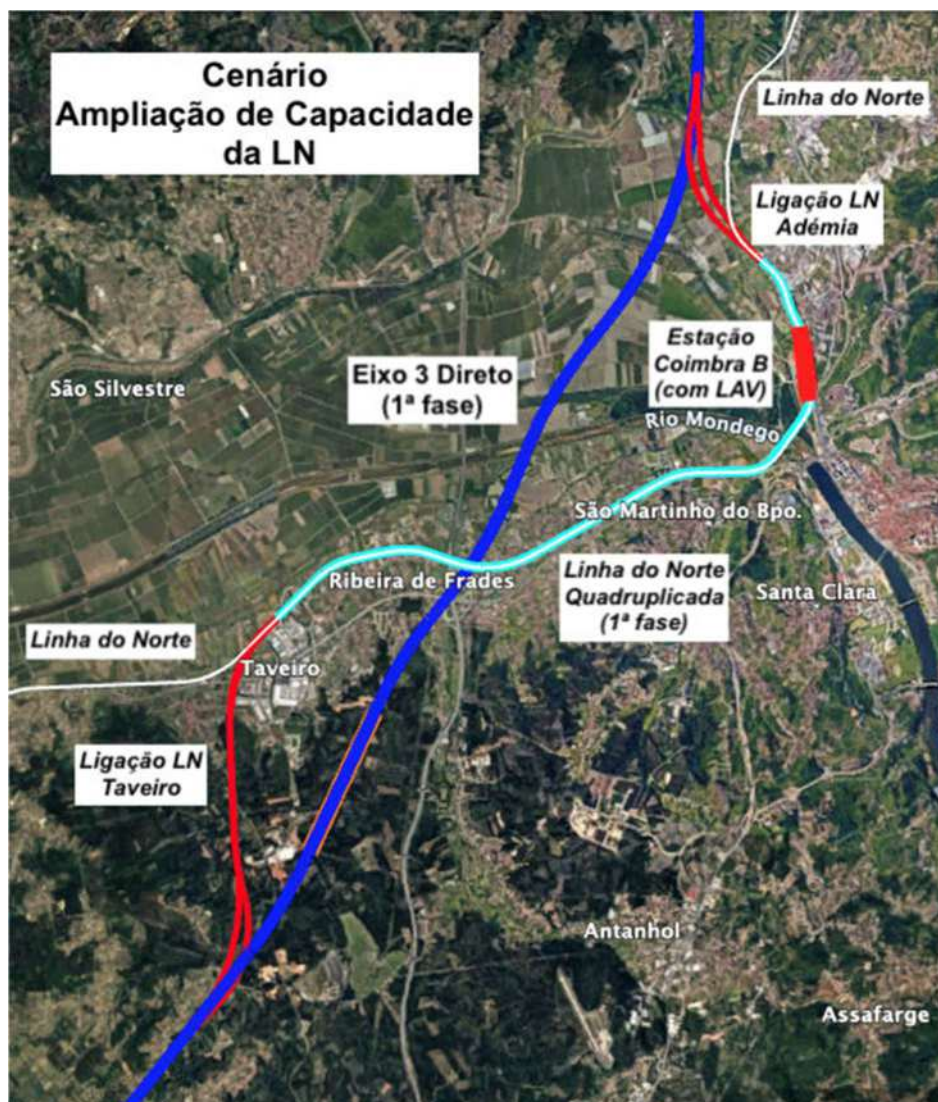 Cenário
Ampliação de Capacidade
da LN
Linha do Norte
Ligação LN
Adémia
Estação
Coimbra B
(com LAV)
Eixo 3 Direto
(1ª fase)
São Silvestre
Rio Mondego
São Martinho do Bpo.
Ribeira de Frades
Linha do Norte
Quadruplicada
(1ª fase)
Santa Clara
Linha do Norte
Taveiro
Ligação LN
Taveiro
Antanhol
Assafarge